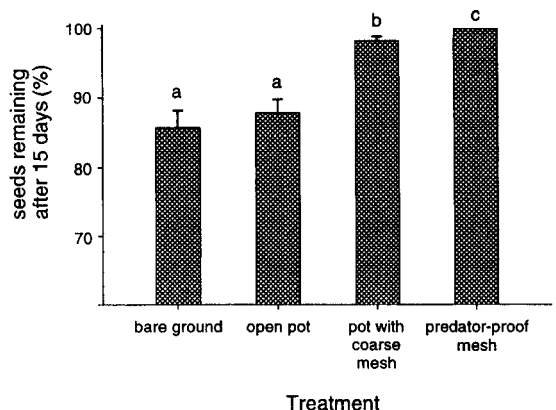 seeds remaining
after 15 days (%)
100
90
80
70
a
a
b
c
bare ground
open pot
pot with
coarse
mesh
predator-proof
mesh
Treatment